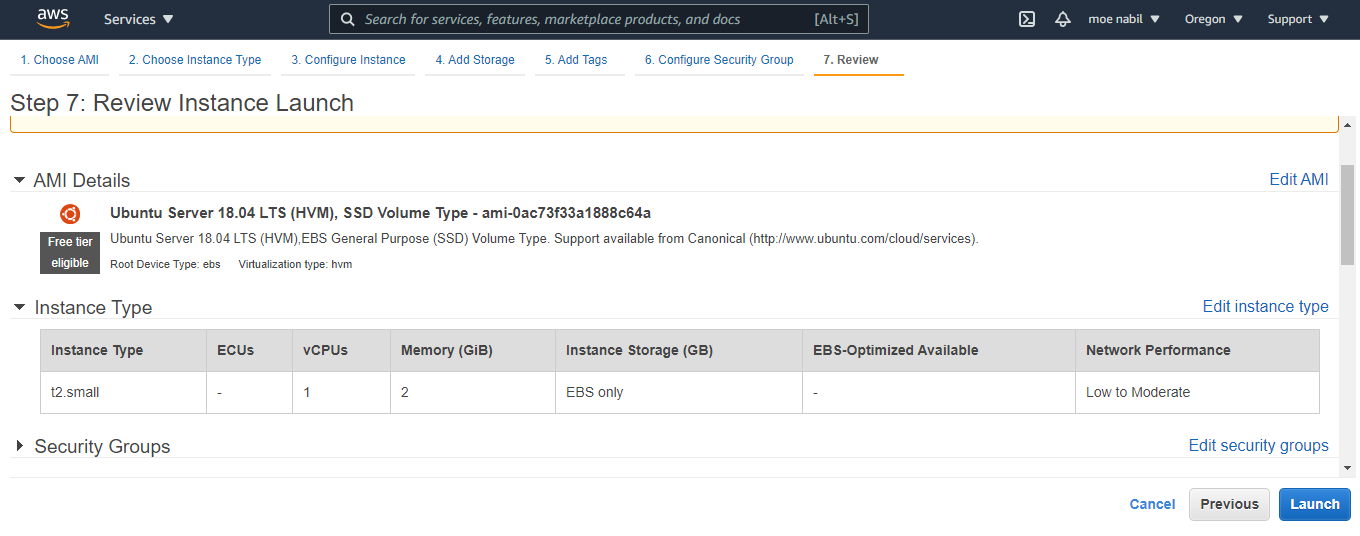 aws Services Search for services, features, marketplace products, and docs [Alt+S] moe nabil Oregon Support
1. Choose AMI 2. Choose Instance Type 3. Configure Instance 4. Add Storage 5. Add Tags 6. Configure Security Group 7. Review
Step 7: Review Instance Launch
AMI Details Edit AMI
Ubuntu Server 18.04 LTS (HVM), SSD Volume Type - ami-0ac73f33a1888c64a
Free tier
eligible
Ubuntu Server 18.04 LTS (HVM),EBS General Purpose (SSD) Volume Type. Support available from Canonical (http://www.ubuntu.com/cloud/services).
Root Device Type: ebs Virtualization type: hvm
Instance Type Edit instance type
Instance Type ECUs vCPUs Memory (GiB) Instance Storage (GB) EBS-Optimized Available Network Performance
t2.small - 1 2 EBS only - Low to Moderate
Security Groups Edit security groups
Cancel Previous Launch